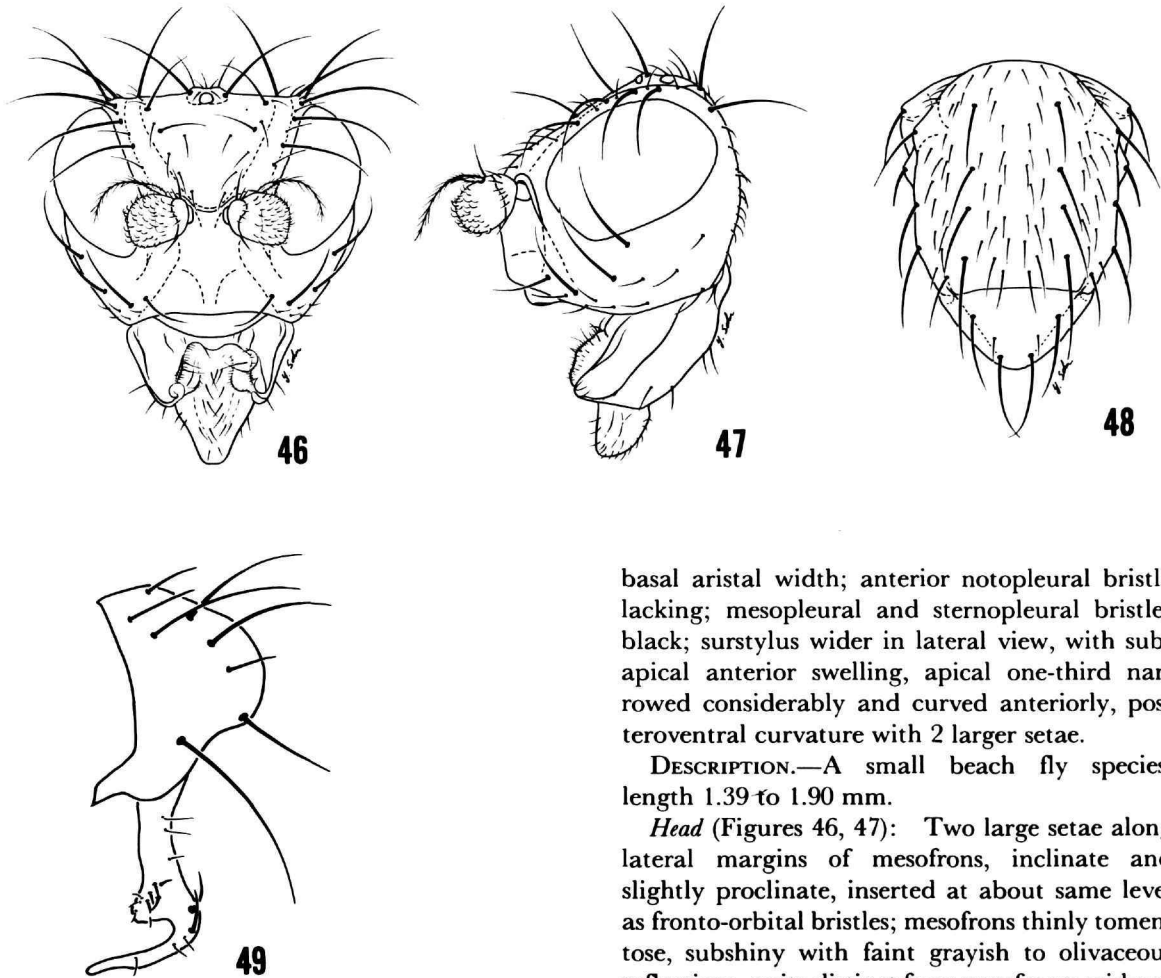 46
47
48
49
basal aristal width; anterior notopleural bristl
lacking; mesopleural and sternopleural bristle
black; surstylus wider in lateral view, with sub
apical anterior swelling, apical one-third nar
rowed considerably and curved anteriorly, pos
teroventral curvature with 2 larger setae.
DESCRIPTION.—A small beach fly species
length 1.39 to 1.90 mm.
Head (Figures 46, 47): Two large setae alon
lateral margins of mesofrons, inclinate an
slightly proclinate, inserted at about same leve
as fronto-orbital bristles; mesofrons thinly tomen
tose, subshiny with faint grayish to olivaceou